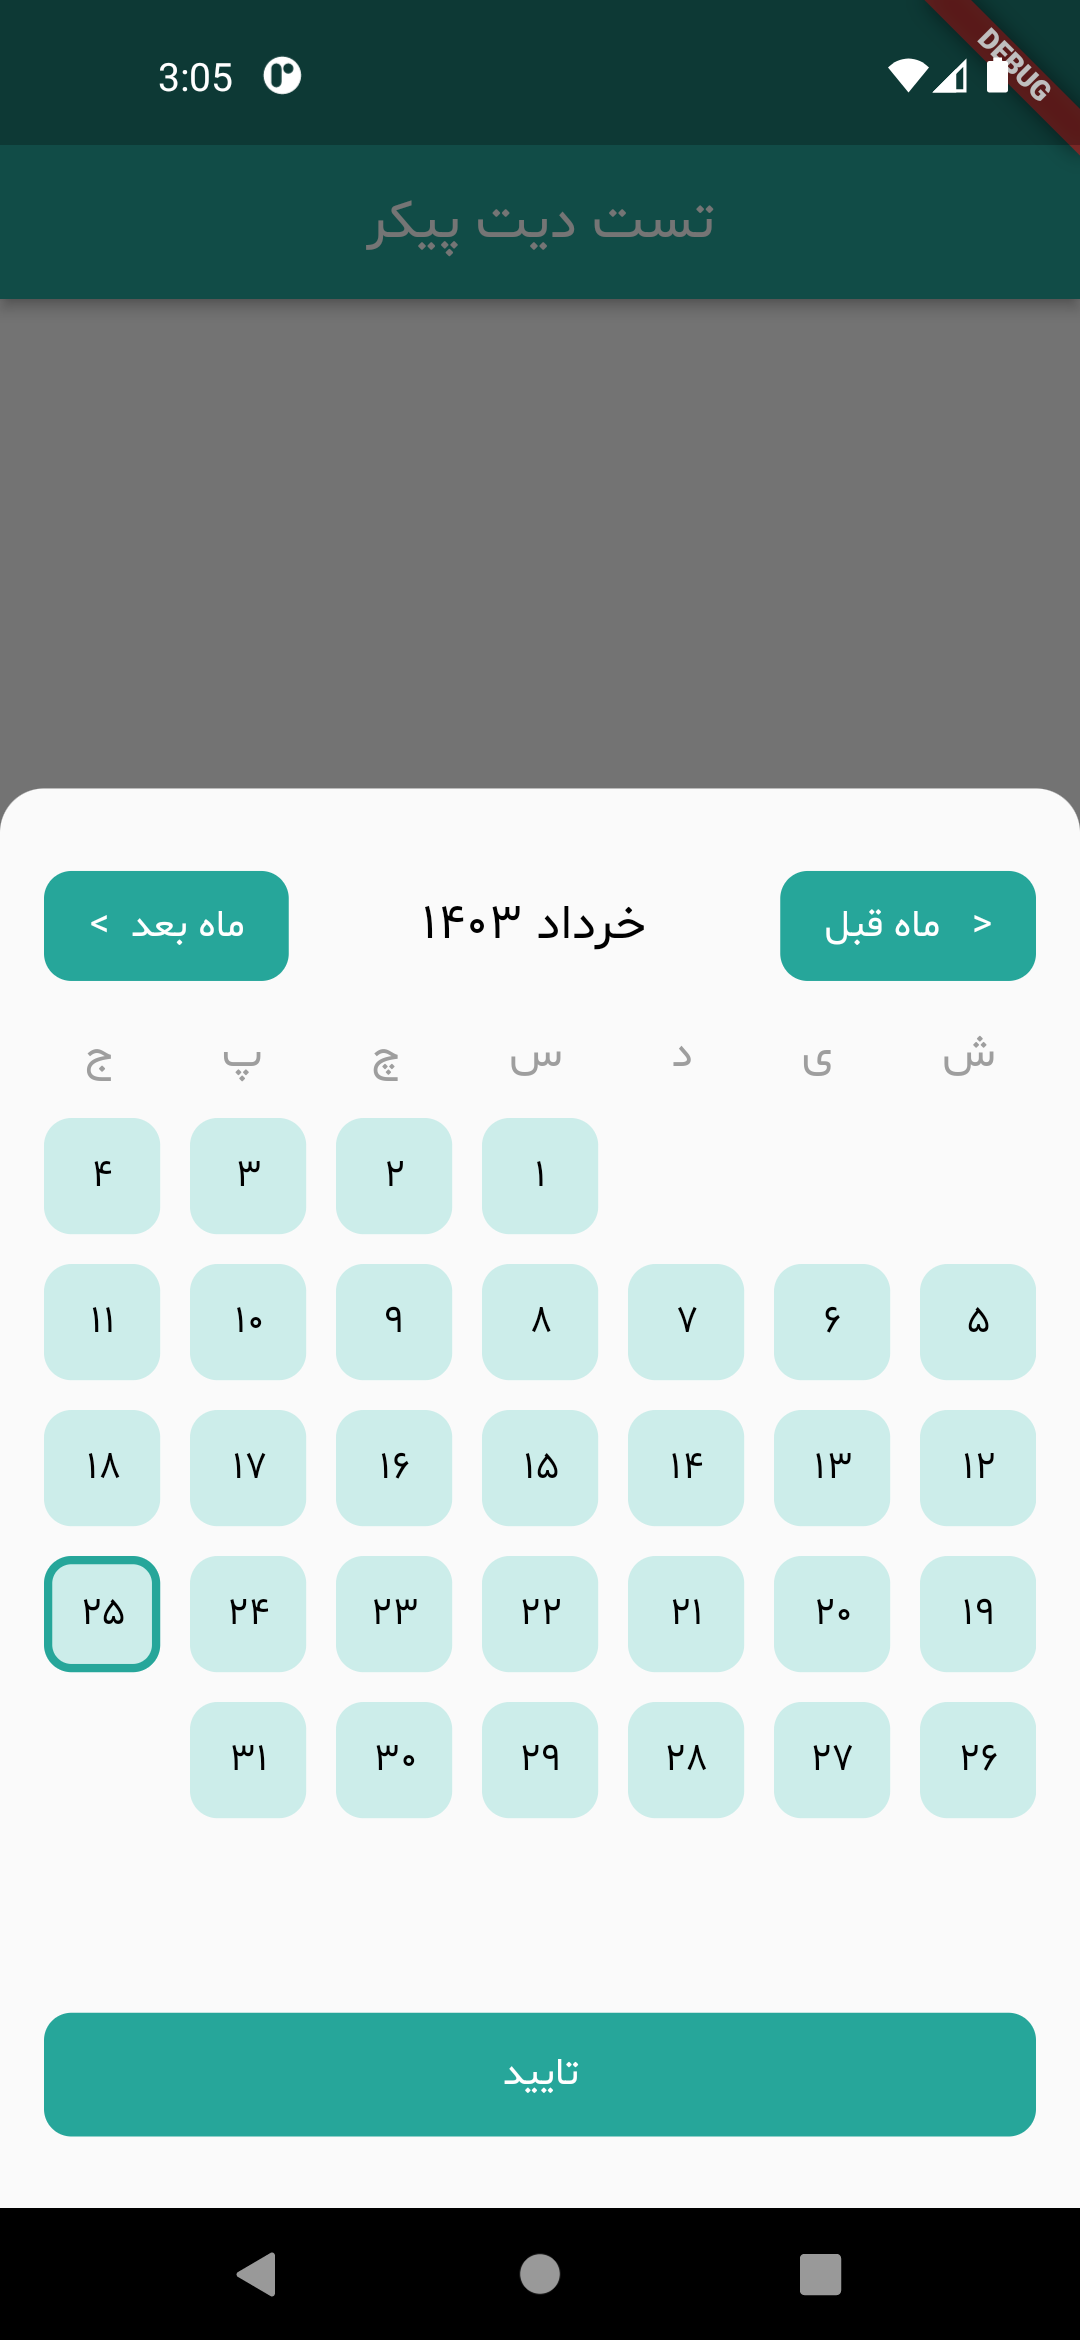 3:05
DEBUG
تست دیت پیکر
< ماه قبل خرداد ۱۴۰۳ ماه بعد >
ش ی د س چ پ ج
۱ ۲ ۳ ۴
۵ ۶ ۷ ۸ ۹ ۱۰ ۱۱
۱۲ ۱۳ ۱۴ ۱۵ ۱۶ ۱۷ ۱۸
۱۹ ۲۰ ۲۱ ۲۲ ۲۳ ۲۴ ۲۵
۲۶ ۲۷ ۲۸ ۲۹ ۳۰ ۳۱
تایید